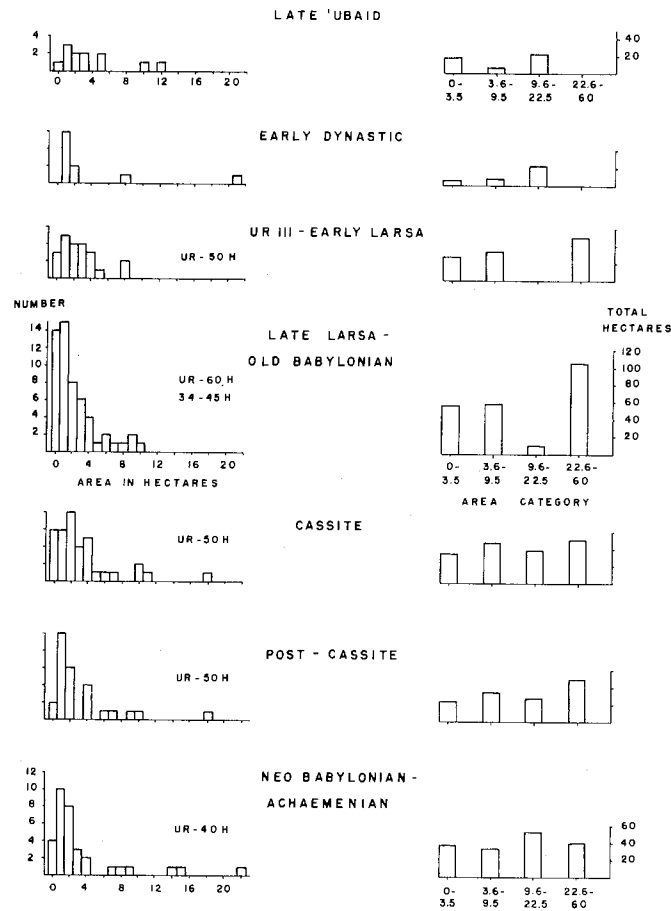 LATE 'UBAID
4
2
0 4 8 12 16 20
40
20
0- 3.6- 9.6- 22.6-
3.5 9.5 22.5 60
EARLY DYNASTIC
UR III - EARLY LARSA
UR - 50 H
NUMBER
TOTAL
HECTARES
LATE LARSA -
OLD BABYLONIAN
14
12
10
8
6
4
2
UR - 60 H
34 - 45 H
120
100
80
60
40
20
0 4 8 12 16 20
AREA IN HECTARES
0- 3.6- 9.6- 22.6-
3.5 9.5 22.5 60
AREA CATEGORY
CASSITE
UR - 50 H
POST - CASSITE
UR - 50 H
NEO BABYLONIAN -
ACHAEMENIAN
12
10
8
6
4
2
UR - 40 H
60
40
20
0 4 8 12 16 20
0- 3.6- 9.6- 22.6-
3.5 9.5 22.5 60